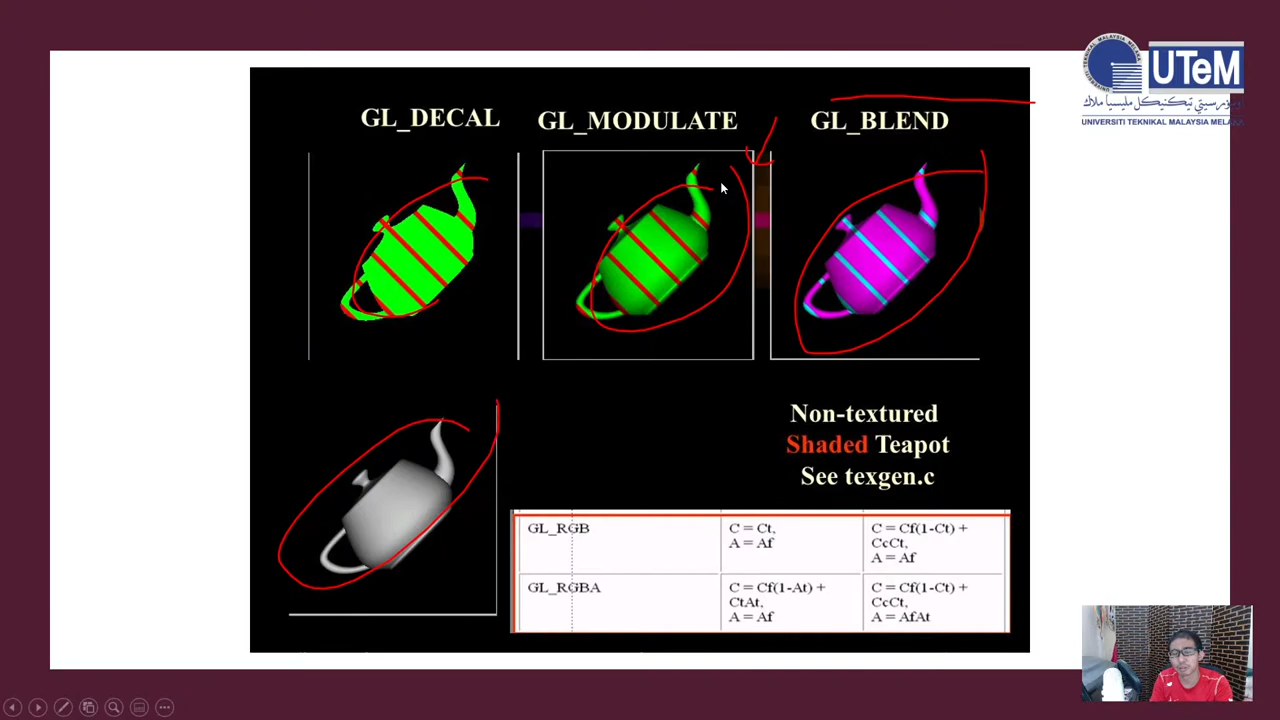 GL_DECAL
GL_MODULATE
GL_BLEND
UTeM
UNIVERSITI TEKNIKAL MALAYSIA MELAKA
Non-textured
Shaded Teapot
See texgen.c
GL_RGB
C = Ct,
A = Af
C = Cf(1-Ct) +
CcCt,
A = Af
GL_RGBA
C = Cf(1-At) +
CtAt,
A = Af
C = Cf(1-Ct) +
CcCt,
A = AfAt